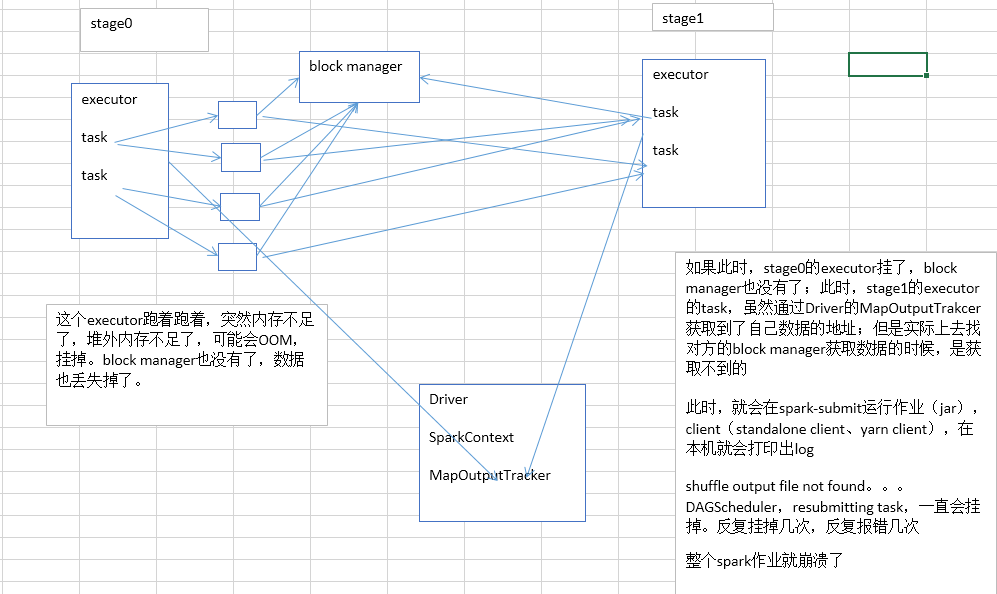 stage0
stage1
block manager
executor
task
task
executor
task
task
这个executor跑着跑着，突然内存不足
了，堆外内存不足了，可能会OOM，
挂掉。block manager也没有了，数据
也丢失掉了。
Driver
SparkContext
MapOutputTracker
如果此时，stage0的executor挂了，block
manager也没有了；此时，stage1的executor
的task，虽然通过Driver的MapOutputTrakcer
获取到了自己数据的地址；但是实际上去找
对方的block manager获取数据的时候，是获
取不到的
此时，就会在spark-submit运行作业（jar），
client（standalone client、yarn client），在
本机就会打印出log
shuffle output file not found。。。
DAGScheduler，resubmitting task，一直会挂
掉。反复挂掉几次，反复报错几次
整个spark作业就崩溃了